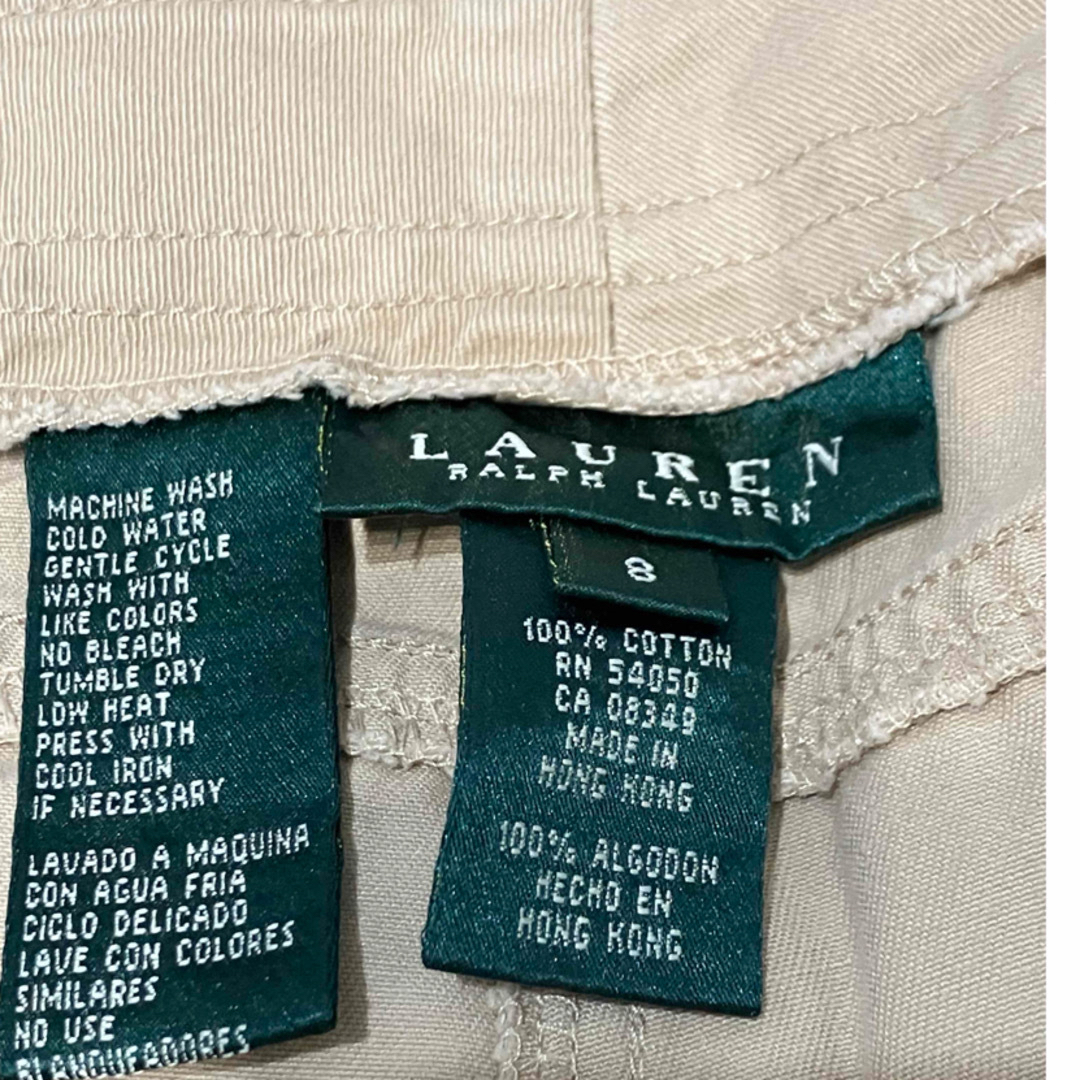 LAUREN
RALPH LAUREN
8
MACHINE WASH
COLD WATER
GENTLE CYCLE
WASH WITH
LIKE COLORS
NO BLEACH
TUMBLE DRY
LOW HEAT
PRESS WITH
COOL IRON
IF NECESSARY
LAVADO A MAQUINA
CON AGUA FRIA
CICLO DELICADO
LAVE CON COLORES
SIMILARES
NO USE
BLANQUEADORES
100% COTTON
RN 54050
CA 08349
MADE IN
HONG KONG
100% ALGODON
HECHO EN
HONG KONG